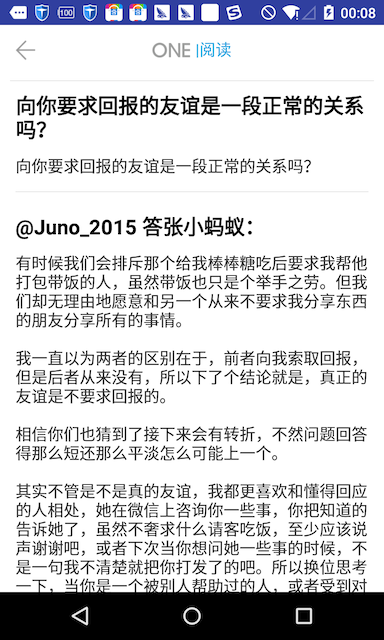 100
00:08
ONE |阅读
向你要求回报的友谊是一段正常的关系
吗?
向你要求回报的友谊是一段正常的关系吗?
@Juno_2015 答张小蚂蚁：
有时候我们会排斥那个给我棒棒糖吃后要求我帮他
打包带饭的人，虽然带饭也只是个举手之劳。但我
们却无理由地愿意和另一个从来不要求我分享东西
的朋友分享所有的事情。
我一直以为两者的区别在于，前者向我索取回报，
但是后者从来没有，所以下了个结论就是，真正的
友谊是不要求回报的。
相信你们也猜到了接下来会有转折，不然问题回答
得那么短还那么平淡怎么可能上一个。
其实不管是不是真的友谊，我都更喜欢和懂得回应
的人相处，她在微信上咨询你一些事，你把知道的
告诉她了，虽然不奢求什么请客吃饭，至少应该说
声谢谢吧，或者下次当你想问她一些事的时候，不
是一句我不清楚就把你打发了的吧。所以换位思考
一下，当你是一个被别人帮助过的人，或者受到对